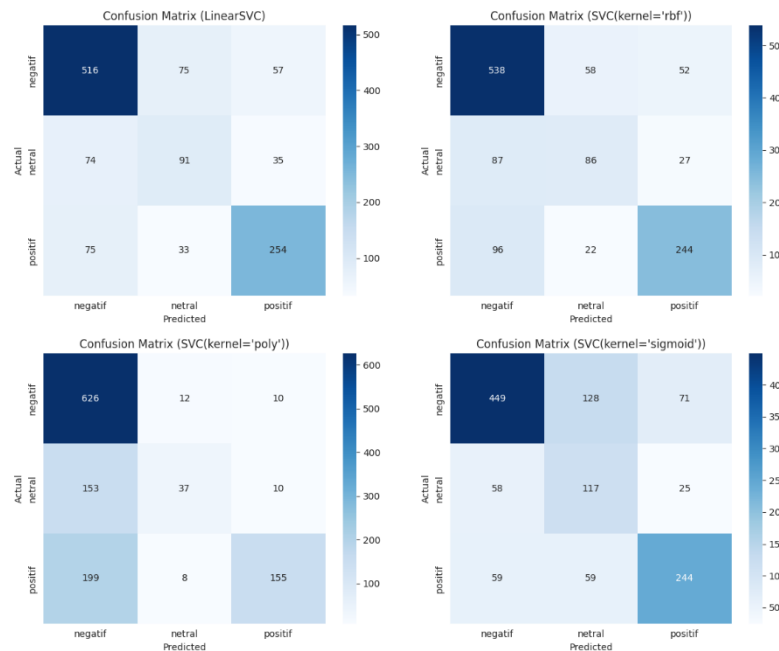 Confusion Matrix (LinearSVC)
negatif
netral
positif
Actual
516 75 57
74 91 35
75 33 254
negatif netral positif
Predicted
500
400
300
200
100
Confusion Matrix (SVC(kernel='rbf'))
negatif
netral
positif
Actual
538 58 52
87 86 27
96 22 244
negatif netral positif
Predicted
Confusion Matrix (SVC(kernel='poly'))
negatif
netral
positif
Actual
626 12 10
153 37 10
199 8 155
negatif netral positif
Predicted
600
500
400
300
200
100
Confusion Matrix (SVC(kernel='sigmoid'))
negatif
netral
positif
Actual
449 128 71
58 117 25
59 59 244
negatif netral positif
Predicted